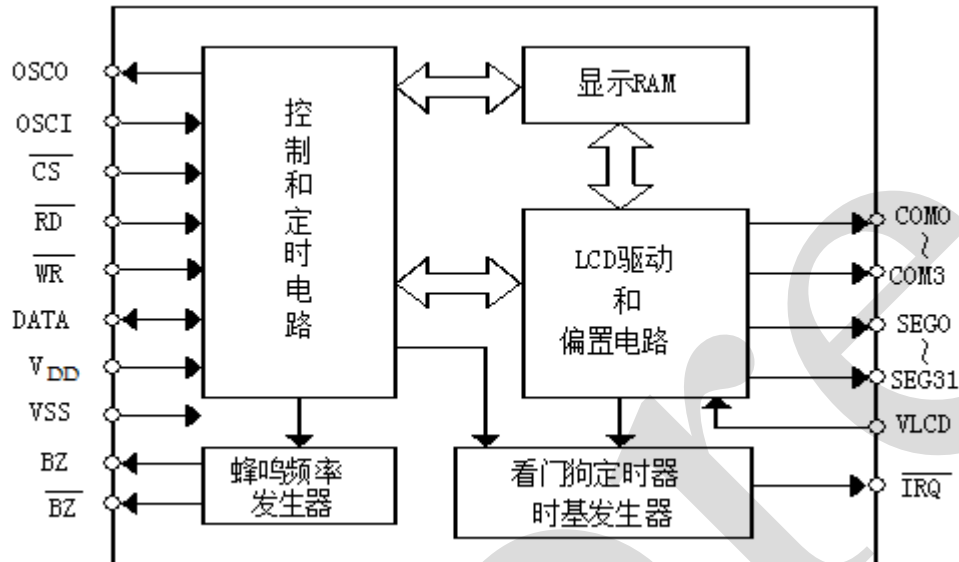 OSCO
OSCI
CS
RD
WR
DATA
VDD
VSS
BZ
BZ
控制和定时电路
显示RAM
LCD驱动
和
偏置电路
蜂鸣频率
发生器
看门狗定时器
时基发生器
COM0
~
COM3
SEG0
~
SEG31
VLCD
IRQ